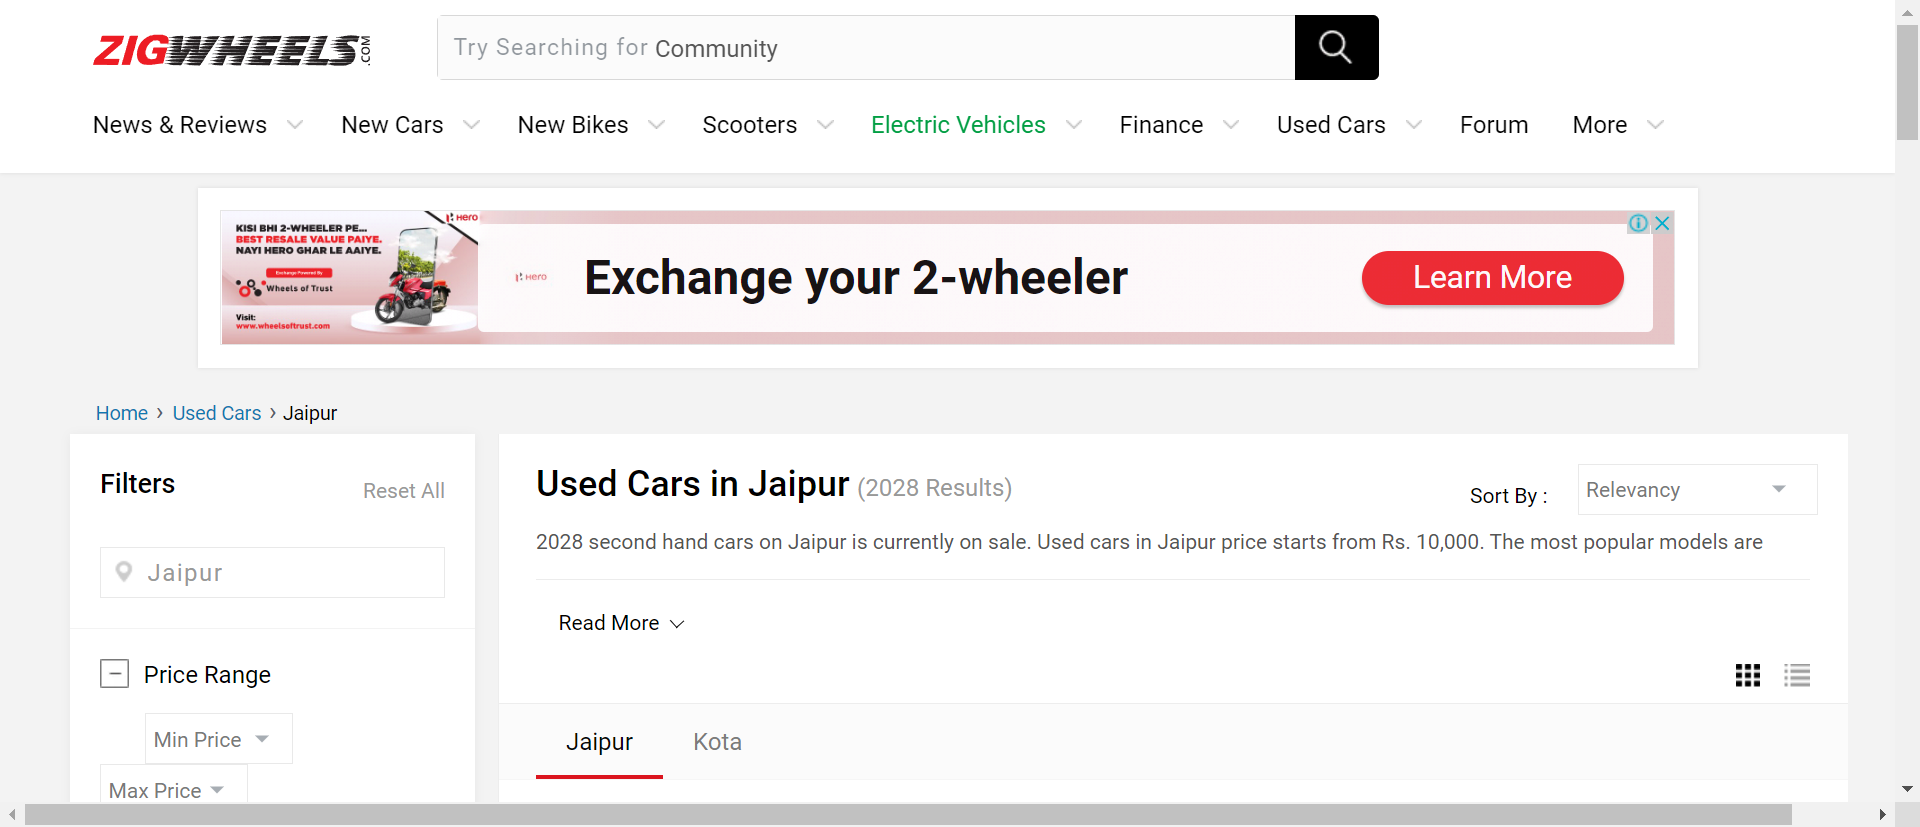 ZIGWHEELS.COM
Try Searching for Community
News & Reviews New Cars New Bikes Scooters Electric Vehicles Finance Used Cars Forum More
Hero
KISI BHI 2-WHEELER PE...
BEST RESALE VALUE PAIYE.
NAYI HERO GHAR LE AAIYE.
Exchange Powered By
Wheels of Trust
Visit:
www.wheelsoftrust.com
Hero
Exchange your 2-wheeler
Learn More
Home › Used Cars › Jaipur
Filters
Reset All
Jaipur
Price Range
Min Price
Max Price
Used Cars in Jaipur (2028 Results)
Sort By :
Relevancy
2028 second hand cars on Jaipur is currently on sale. Used cars in Jaipur price starts from Rs. 10,000. The most popular models are
Read More
Jaipur Kota